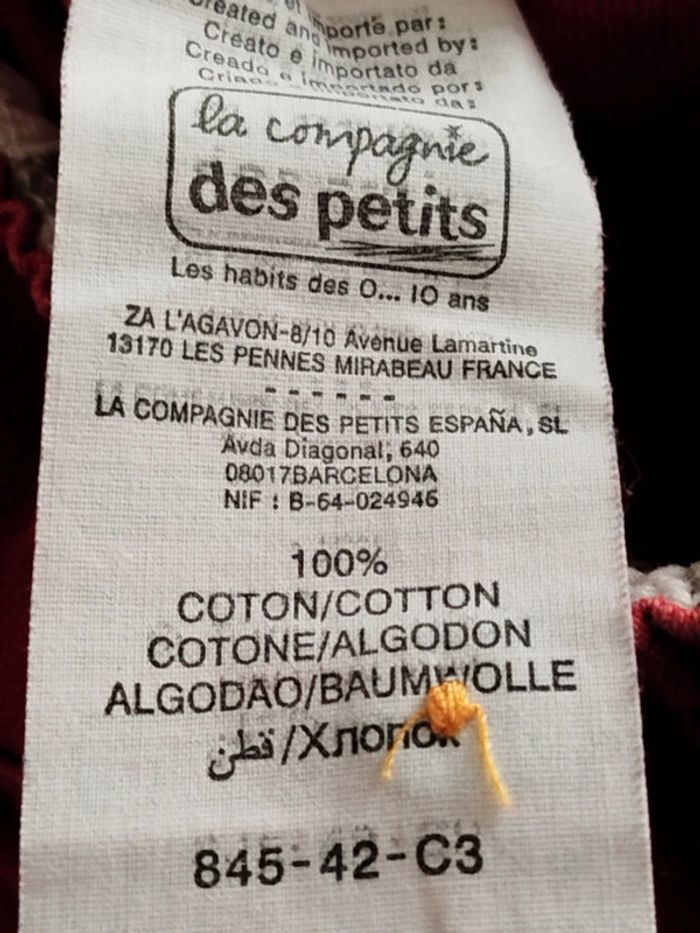 et importé par:
Created and imported by:
Creato e importato da
Creado e importado por:
Criado e importado da:
la compagnie
des petits
Les habits des 0... 10 ans
ZA L'AGAVON-8/10 Avenue Lamartine
13170 LES PENNES MIRABEAU FRANCE
------
LA COMPAGNIE DES PETITS ESPAÑA, SL
Avda Diagonal, 640
08017BARCELONA
NIF : B-64-024946
100%
COTON/COTTON
COTONE/ALGODON
ALGODAO/BAUMWOLLE
قطن/Хлопок
845-42-C3